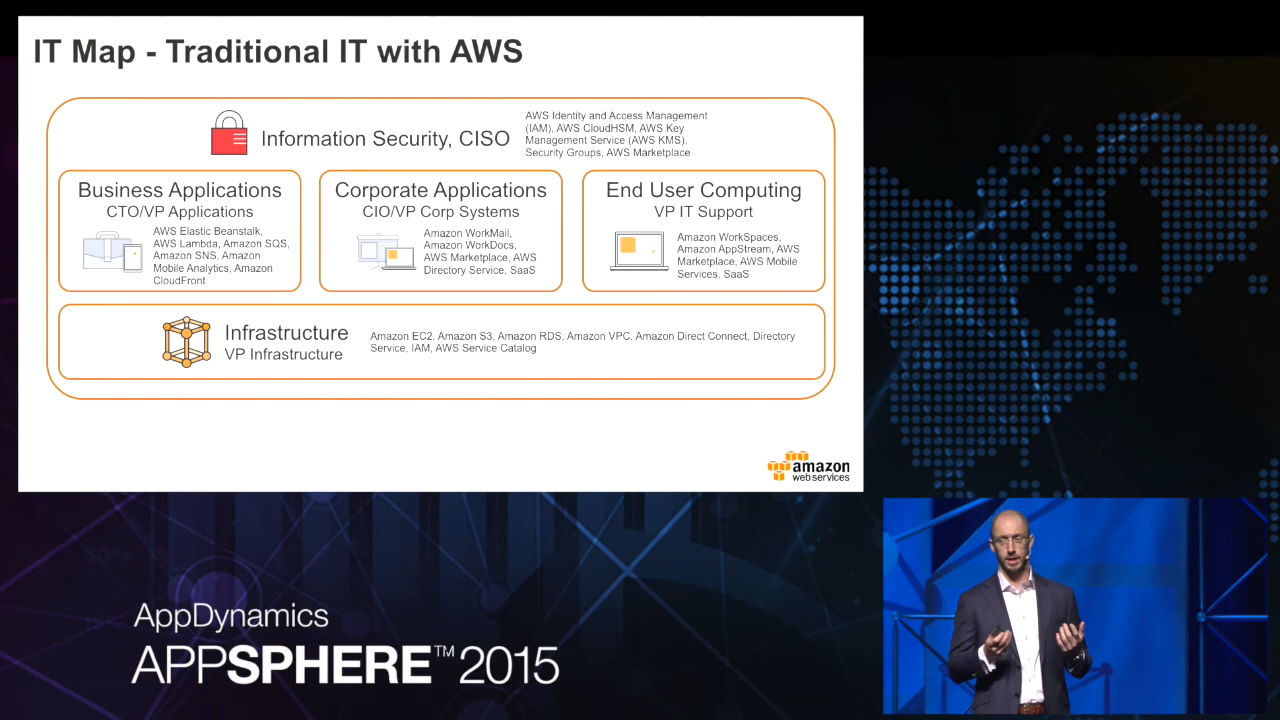 IT Map - Traditional IT with AWS
Information Security, CISO
AWS Identity and Access Management
(IAM), AWS CloudHSM, AWS Key
Management Service (AWS KMS),
Security Groups, AWS Marketplace
Business Applications
CTO/VP Applications
AWS Elastic Beanstalk,
AWS Lambda, Amazon SQS,
Amazon SNS, Amazon
Mobile Analytics, Amazon
CloudFront
Corporate Applications
CIO/VP Corp Systems
Amazon WorkMail,
Amazon WorkDocs,
AWS Marketplace, AWS
Directory Service, SaaS
End User Computing
VP IT Support
Amazon WorkSpaces,
Amazon AppStream, AWS
Marketplace, AWS Mobile
Services, SaaS
Infrastructure
VP Infrastructure
Amazon EC2, Amazon S3, Amazon RDS, Amazon VPC, Amazon Direct Connect, Directory
Service, IAM, AWS Service Catalog
amazon
web services
AppDynamics
APPSPHERE™ 2015